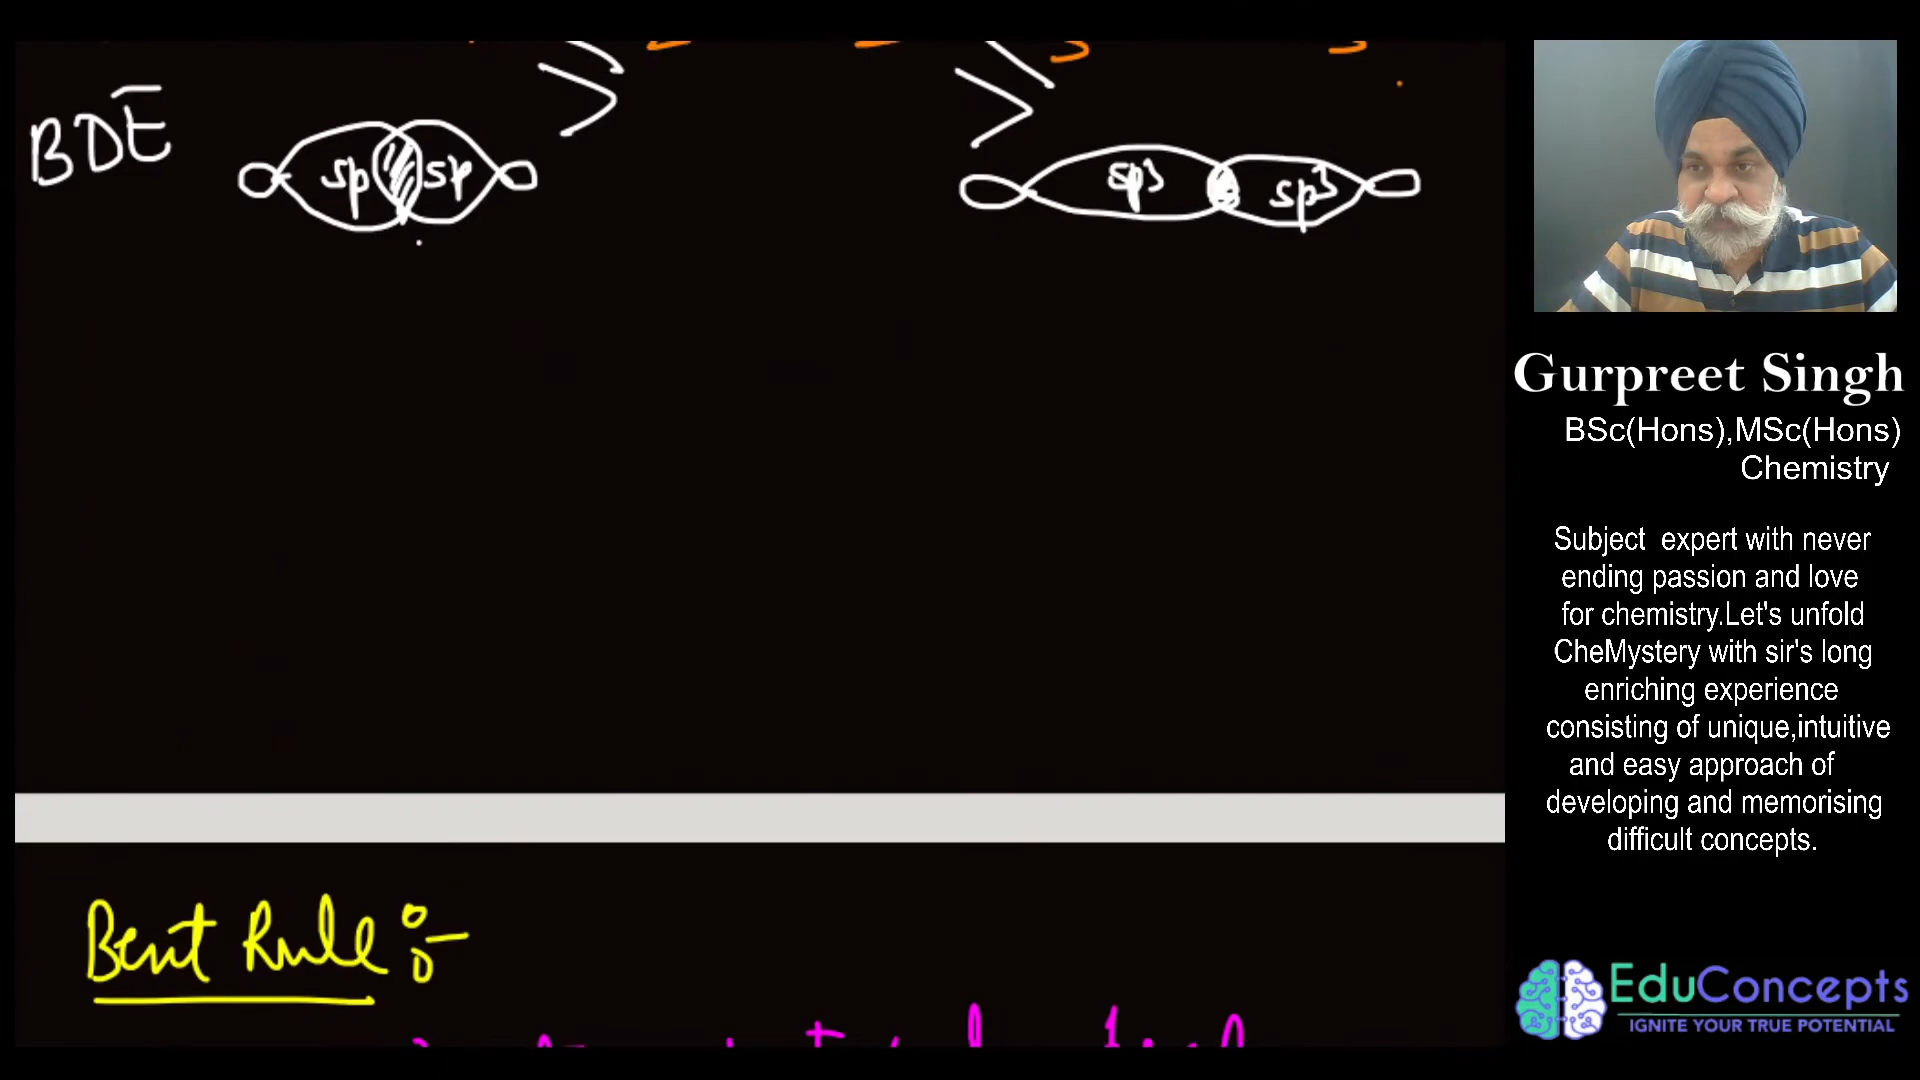 > >
BDE sp sp sp3 sp3
Bent Rule :-
Gurpreet Singh
BSc(Hons),MSc(Hons)
Chemistry
Subject expert with never
ending passion and love
for chemistry.Let's unfold
CheMystery with sir's long
enriching experience
consisting of unique,intuitive
and easy approach of
developing and memorising
difficult concepts.
EduConcepts
IGNITE YOUR TRUE POTENTIAL